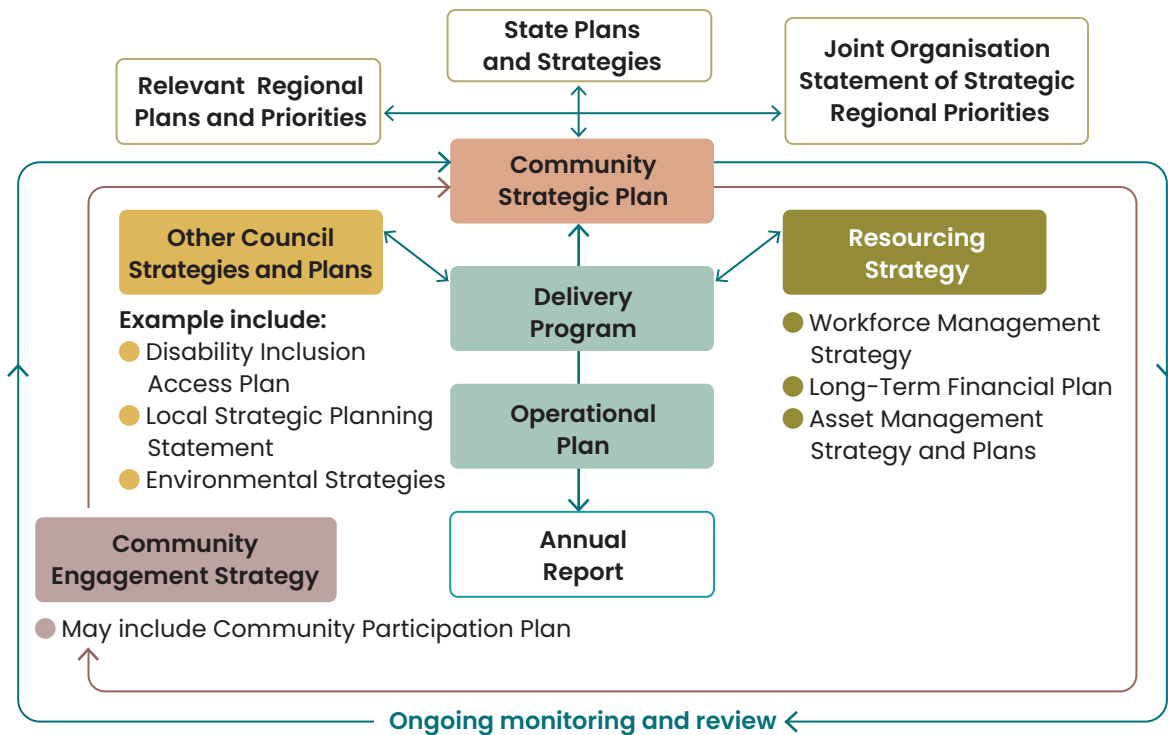 State Plans
and Strategies
Relevant Regional
Plans and Priorities
Joint Organisation
Statement of Strategic
Regional Priorities
Community
Strategic Plan
Other Council
Strategies and Plans
Example include:
Disability Inclusion
Access Plan
Local Strategic Planning
Statement
Environmental Strategies
Delivery
Program
Operational
Plan
Annual
Report
Resourcing
Strategy
Workforce Management
Strategy
Long-Term Financial Plan
Asset Management
Strategy and Plans
Community
Engagement Strategy
May include Community Participation Plan
Ongoing monitoring and review